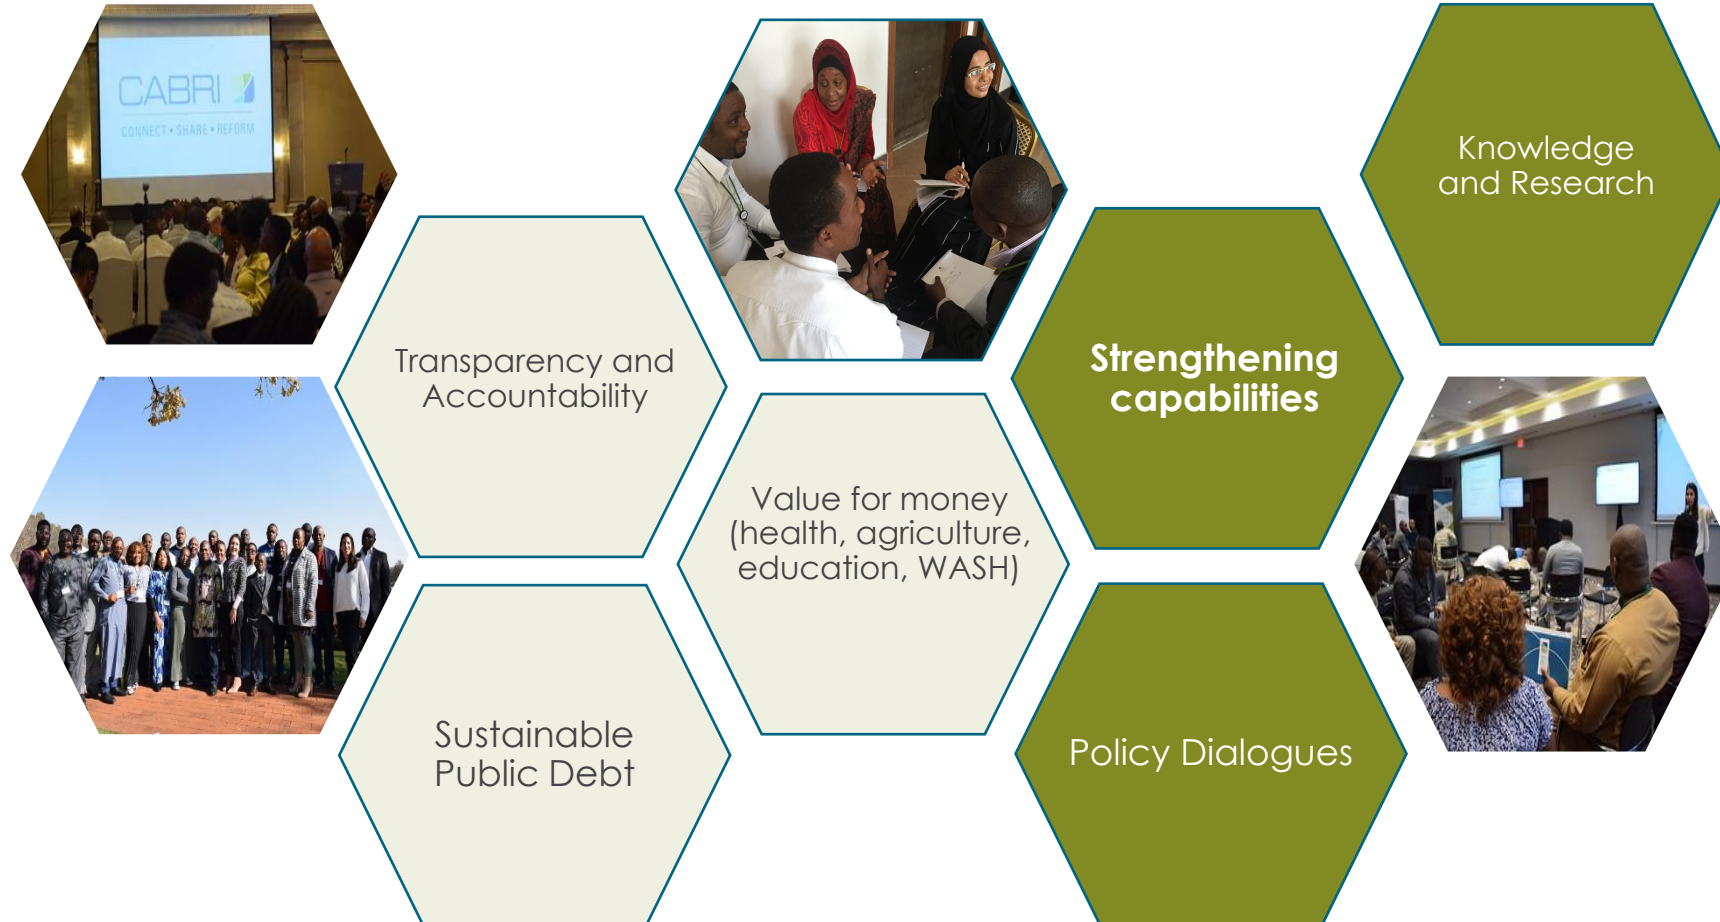 CABRI
CONNECT • SHARE • REFORM
Knowledge
and Research
Transparency and
Accountability
Strengthening
capabilities
Value for money
(health, agriculture,
education, WASH)
Sustainable
Public Debt
Policy Dialogues